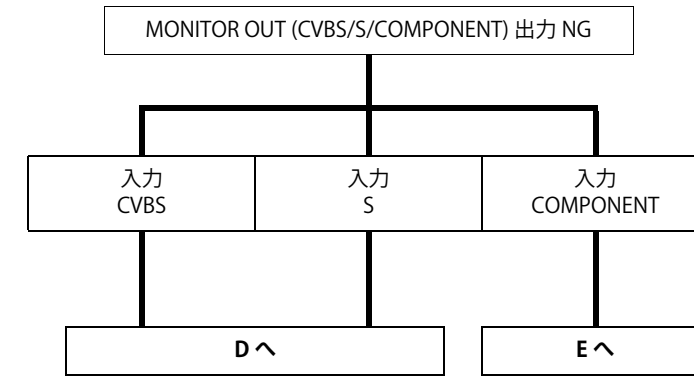 MONITOR OUT (CVBS/S/COMPONENT) 出力 NG
入力
CVBS
入力
S
入力
COMPONENT
D へ
E へ